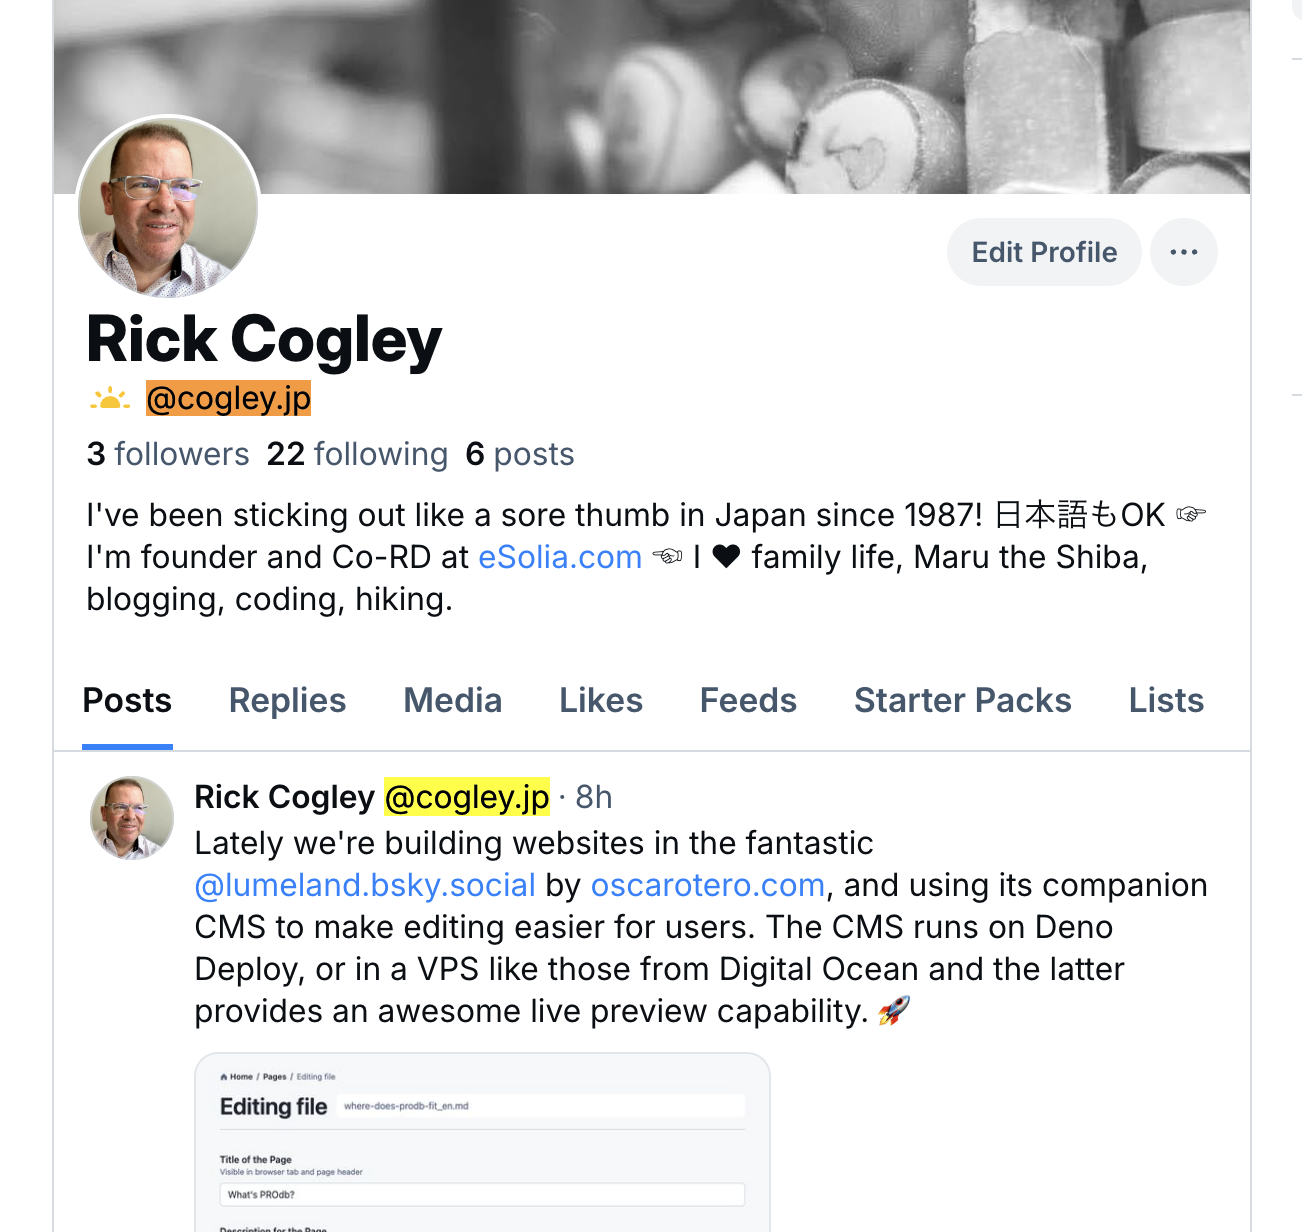 Edit Profile
Rick Cogley
@cogley.jp
3 followers 22 following 6 posts
I've been sticking out like a sore thumb in Japan since 1987! 日本語もOK 👉
I'm founder and Co-RD at eSolia.com 👈 I ♥ family life, Maru the Shiba,
blogging, coding, hiking.
Posts Replies Media Likes Feeds Starter Packs Lists
Rick Cogley @cogley.jp · 8h
Lately we're building websites in the fantastic
@lumeland.bsky.social by oscarotero.com, and using its companion
CMS to make editing easier for users. The CMS runs on Deno
Deploy, or in a VPS like those from Digital Ocean and the latter
provides an awesome live preview capability. 🚀
Home / Pages / Editing file
Editing file where-does-prodb-fit_en.md
Title of the Page
Visible in browser tab and page header
What's PROdb?
Description for the Page